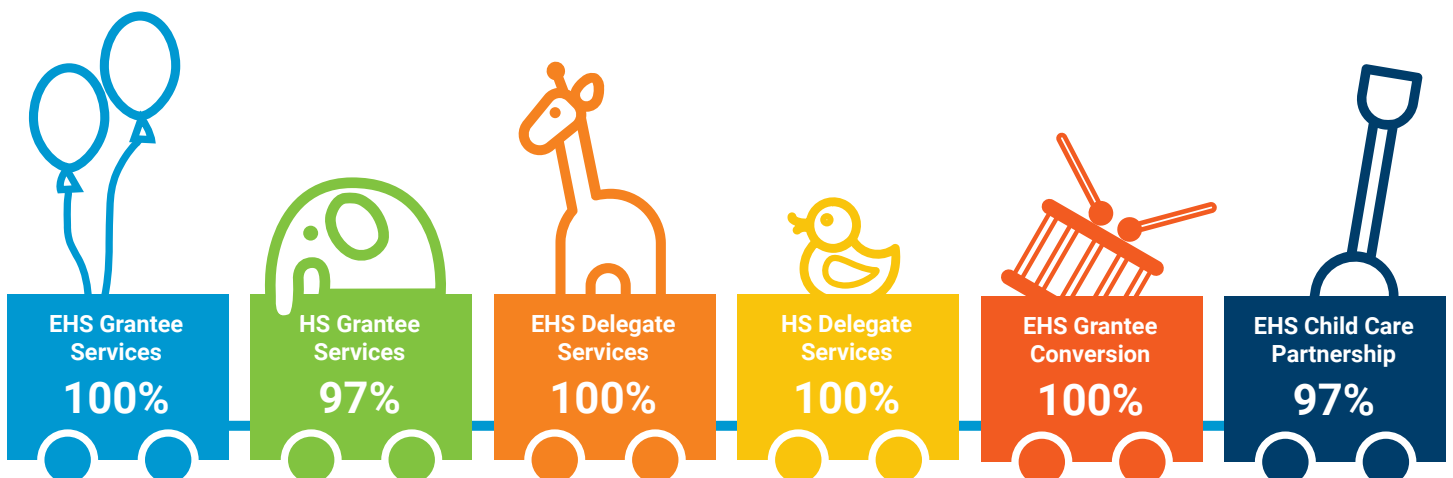 EHS Grantee
Services
100%
HS Grantee
Services
97%
EHS Delegate
Services
100%
HS Delegate
Services
100%
EHS Grantee
Conversion
100%
EHS Child Care
Partnership
97%